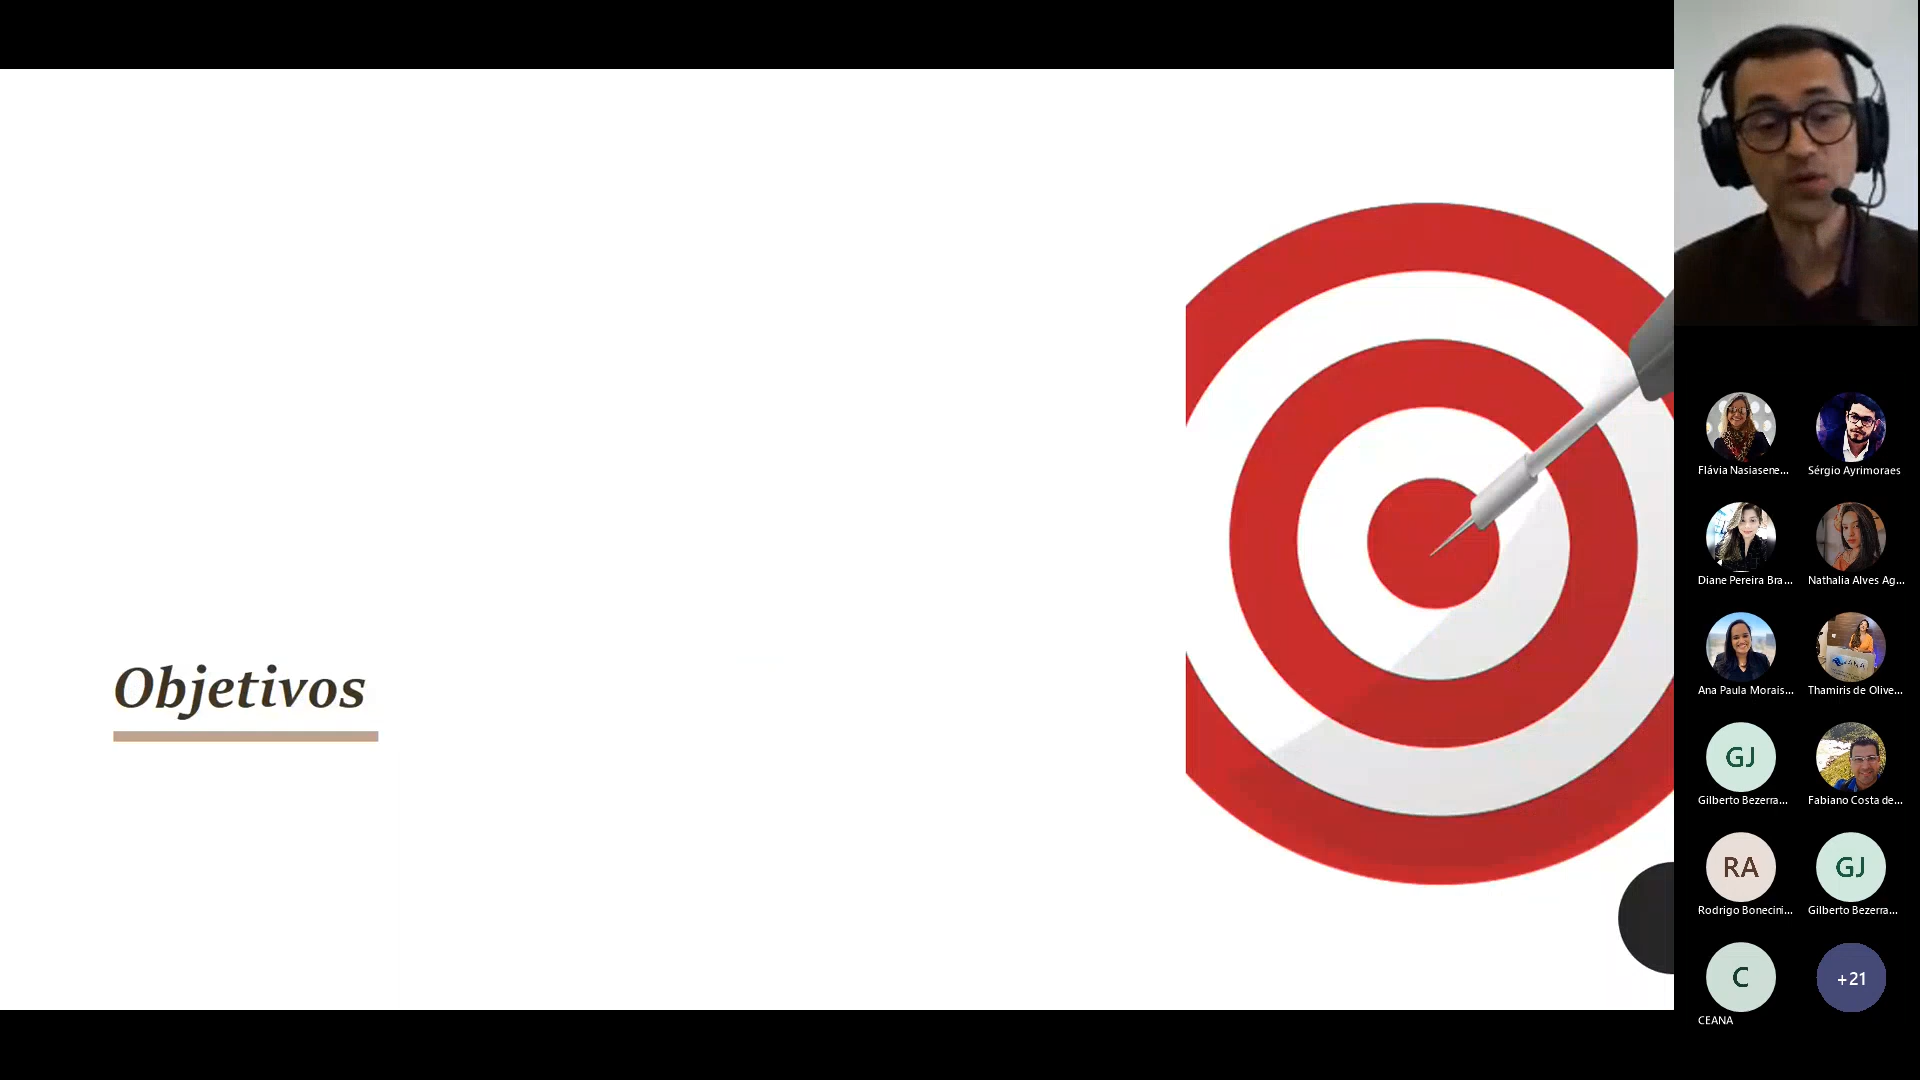 Objetivos
Flávia Nasiasene...
Sérgio Ayrimoraes
Diane Pereira Bra...
Nathalia Alves Ag...
Ana Paula Morais...
Thamiris de Olive...
GJ
Gilberto Bezerra...
Fabiano Costa de...
RA
Rodrigo Bonecini...
GJ
Gilberto Bezerra...
C
CEANA
+21